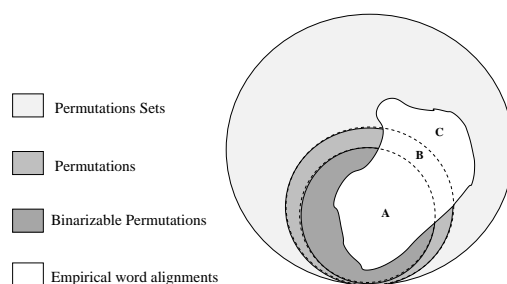 Permutations Sets
Permutations
Binarizable Permutations
Empirical word alignments
C
B
A